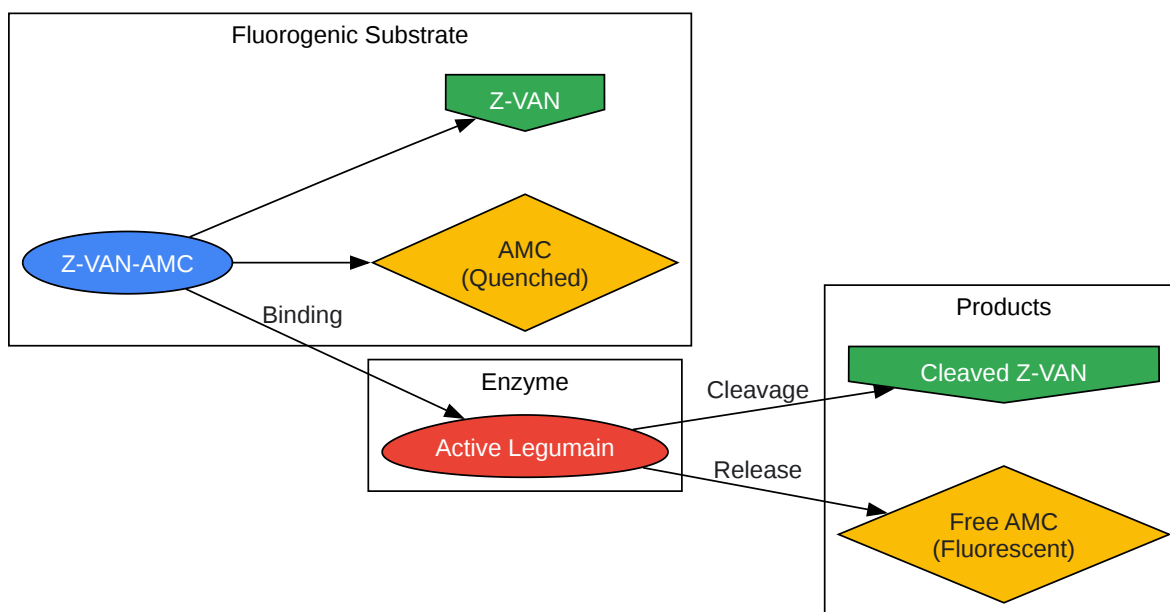 Fluorogenic Substrate
Z-VAN
Z-VAN-AMC
AMC
(Quenched)
Binding
Enzyme
Active Legumain
Cleavage
Release
Products
Cleaved Z-VAN
Free AMC
(Fluorescent)